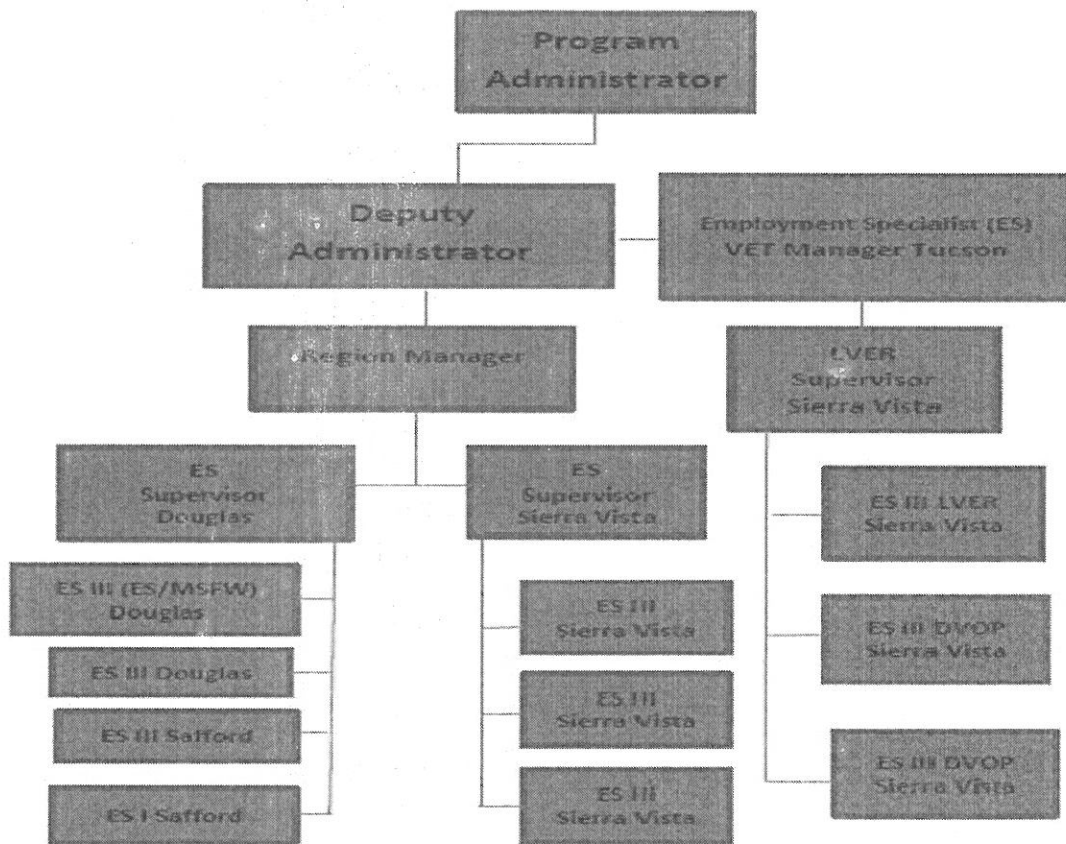 Program
Administrator
Deputy
Administrator
Employment Specialist (ES)
VET Manager Tucson
Region Manager
LVER
Supervisor
Sierra Vista
ES
Supervisor
Douglas
ES
Supervisor
Sierra Vista
ES III (ES/MSFW)
Douglas
ES III Douglas
ES III Safford
ES I Safford
ES III
Sierra Vista
ES III
Sierra Vista
ES III
Sierra Vista
ES III LVER
Sierra Vista
ES III DVOP
Sierra Vista
ES III DVOP
Sierra Vista